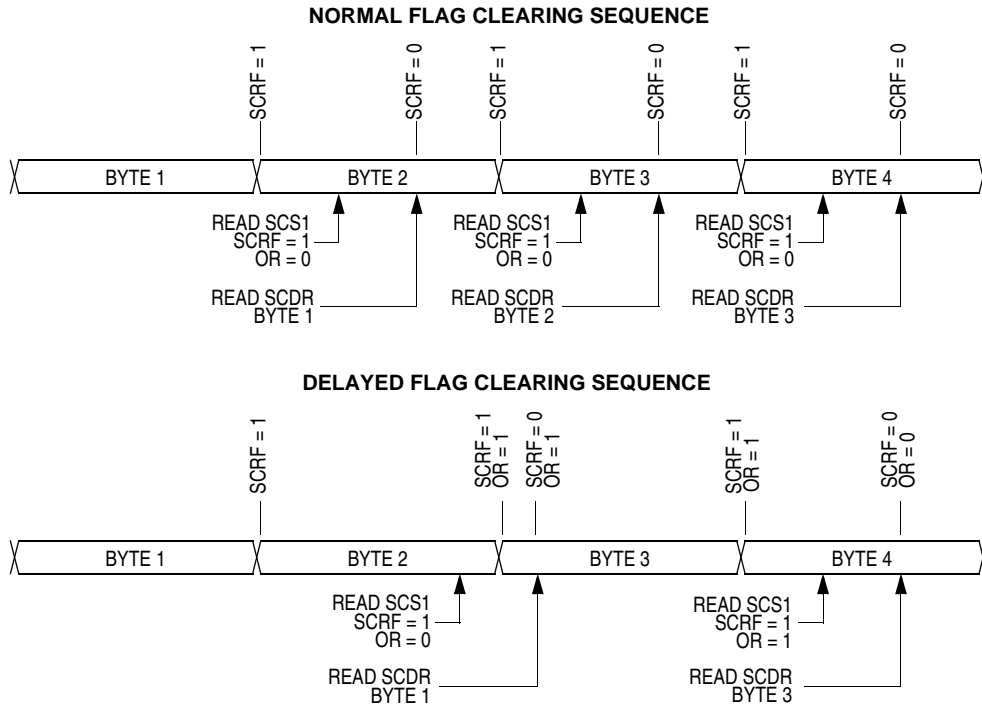 NORMAL FLAG CLEARING SEQUENCE
SCRF = 1
SCRF = 0
SCRF = 1
SCRF = 0
SCRF = 1
SCRF = 0
BYTE 1
BYTE 2
BYTE 3
BYTE 4
READ SCS1
SCRF = 1
OR = 0
READ SCS1
SCRF = 1
OR = 0
READ SCS1
SCRF = 1
OR = 0
READ SCDR
BYTE 1
READ SCDR
BYTE 2
READ SCDR
BYTE 3
DELAYED FLAG CLEARING SEQUENCE
SCRF = 1
SCRF = 1
OR = 1
SCRF = 0
OR = 1
SCRF = 1
OR = 1
SCRF = 0
OR = 0
BYTE 1
BYTE 2
BYTE 3
BYTE 4
READ SCS1
SCRF = 1
OR = 0
READ SCS1
SCRF = 1
OR = 1
READ SCDR
BYTE 1
READ SCDR
BYTE 3